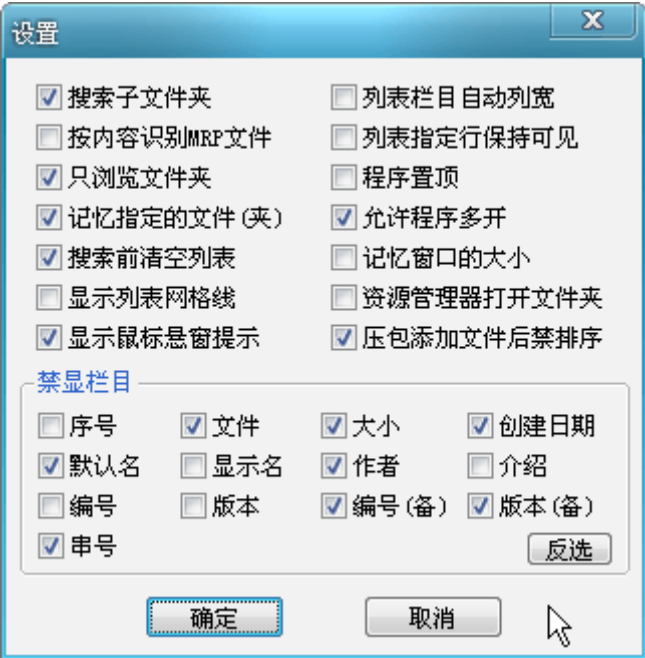 设置
搜索子文件夹 列表栏目自动列宽
按内容识别MRP文件 列表指定行保持可见
只浏览文件夹 程序置顶
记忆指定的文件(夹) 允许程序多开
搜索前清空列表 记忆窗口的大小
显示列表网格线 资源管理器打开文件夹
显示鼠标悬窗提示 压包添加文件后禁排序
禁显栏目
序号 文件 大小 创建日期
默认名 显示名 作者 介绍
编号 版本 编号(备) 版本(备)
串号 反选
确定 取消